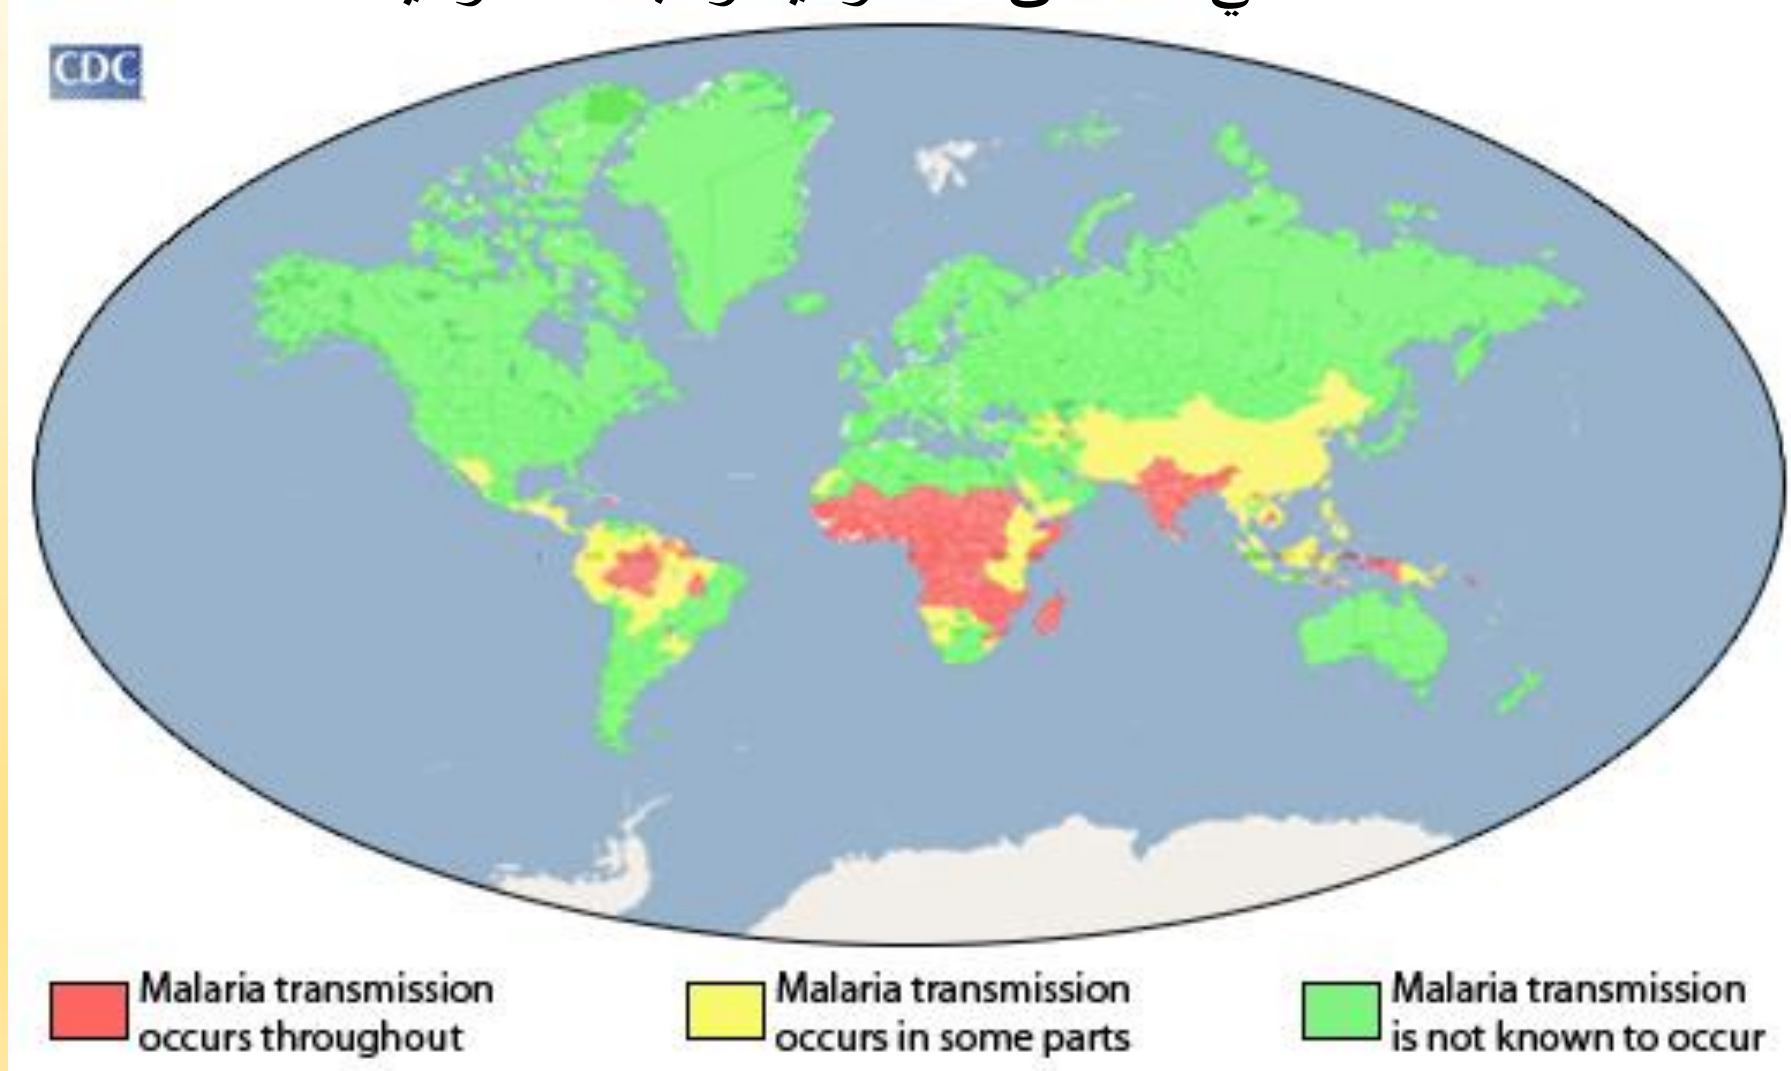 CDC
Malaria transmission
occurs throughout
Malaria transmission
occurs in some parts
Malaria transmission
is not known to occur